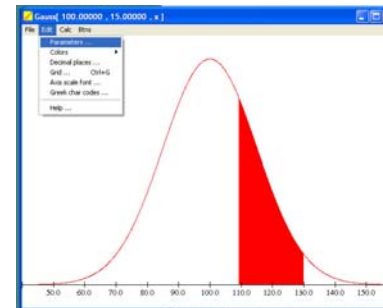 Gauss[ 100.00000 , 15.00000 , x ]
File Edit Calc Btns
Parameters ...
Colors
Decimal places ...
Grid ... Ctrl+G
Axis scale font ...
Greek char codes ...
Help ...
50.0 60.0 70.0 80.0 90.0 100.0 110.0 120.0 130.0 140.0 150.0